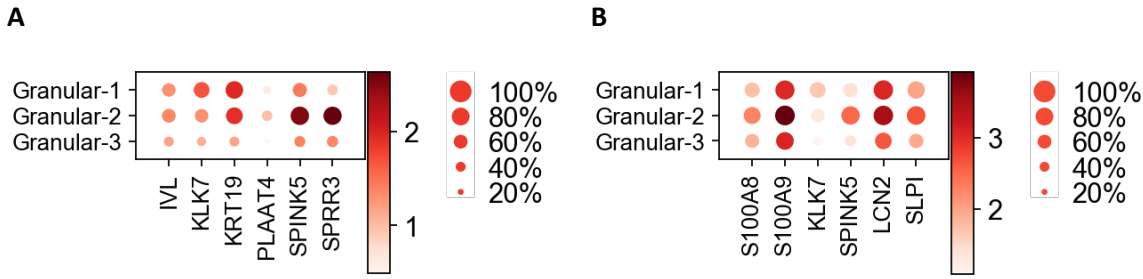 A
Granular-1
Granular-2
Granular-3
IVL
KLK7
KRT19
PLAAT4
SPINK5
SPRR3
2
1
100%
80%
60%
40%
20%
B
Granular-1
Granular-2
Granular-3
S100A8
S100A9
KLK7
SPINK5
LCN2
SLPI
3
2
100%
80%
60%
40%
20%